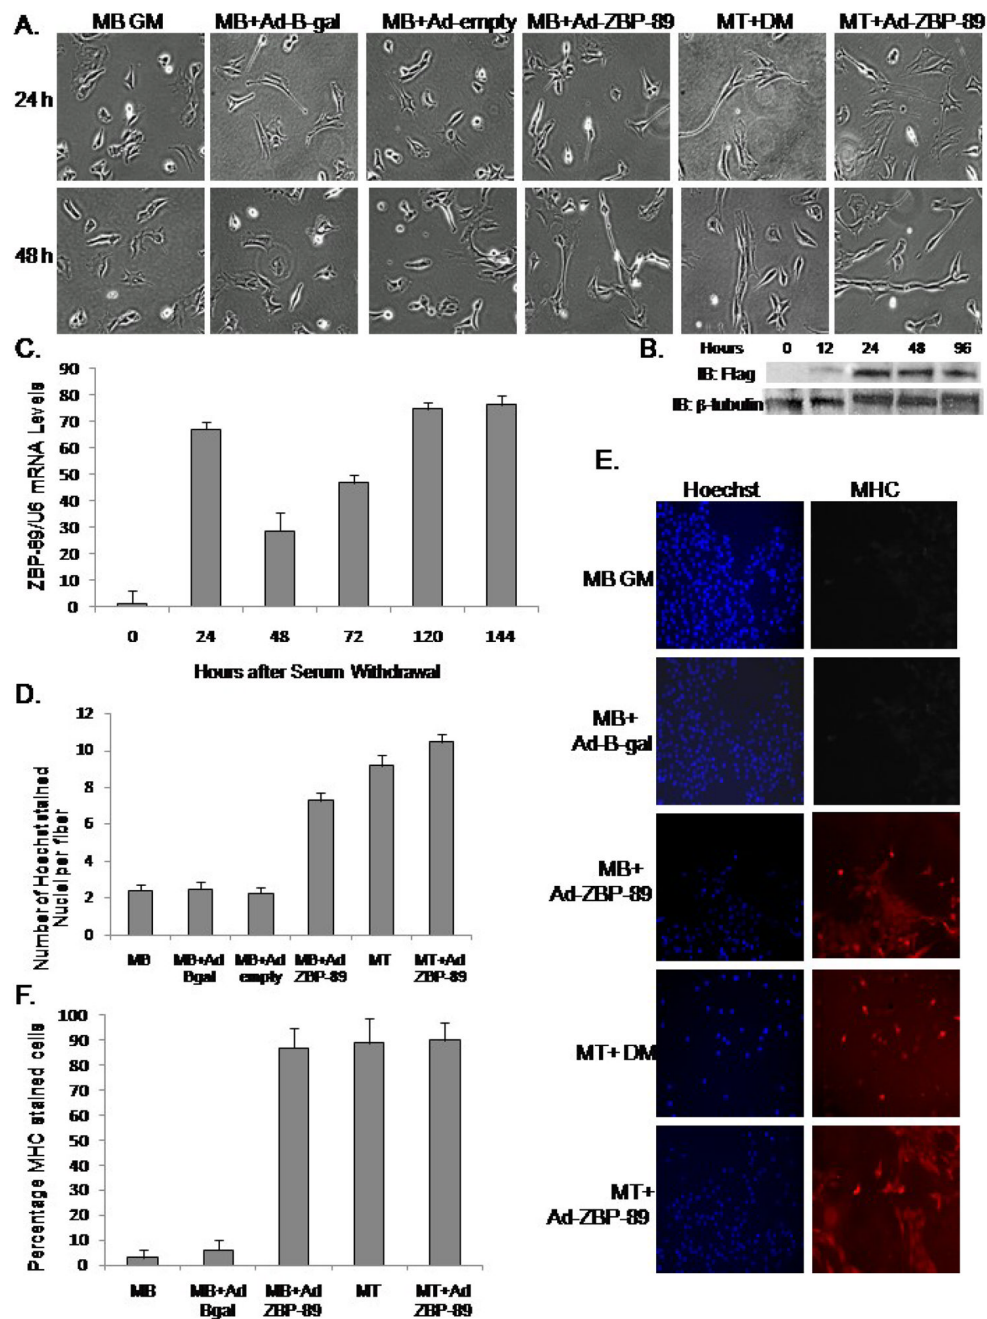 A.
MB GM MB+Ad-B-gal MB+Ad-empty MB+Ad-ZBP-89 MT+DM MT+Ad-ZBP-89
24 h
48 h
B.
Hours 0 12 24 48 96
IB: Flag
IB: β-tubulin
C.
ZBP-89/U6 mRNA Levels
90
80
70
60
50
40
30
20
10
0
0 24 48 72 120 144
Hours after Serum Withdrawal
D.
Number of Hoechst stained
Nuclei per fiber
12
10
8
6
4
2
0
MB MB+Ad MB+Ad MB+Ad MT MT+Ad
Bgal empty ZBP-89 ZBP-89
E.
Hoechst MHC
MB GM
MB+
Ad-B-gal
MB+
Ad-ZBP-89
MT+ DM
MT+
Ad-ZBP-89
F.
Percentage MHC stained cells
100
90
80
70
60
50
40
30
20
10
0
MB MB+Ad MB+Ad MT MT+Ad
Bgal ZBP-89 ZBP-89